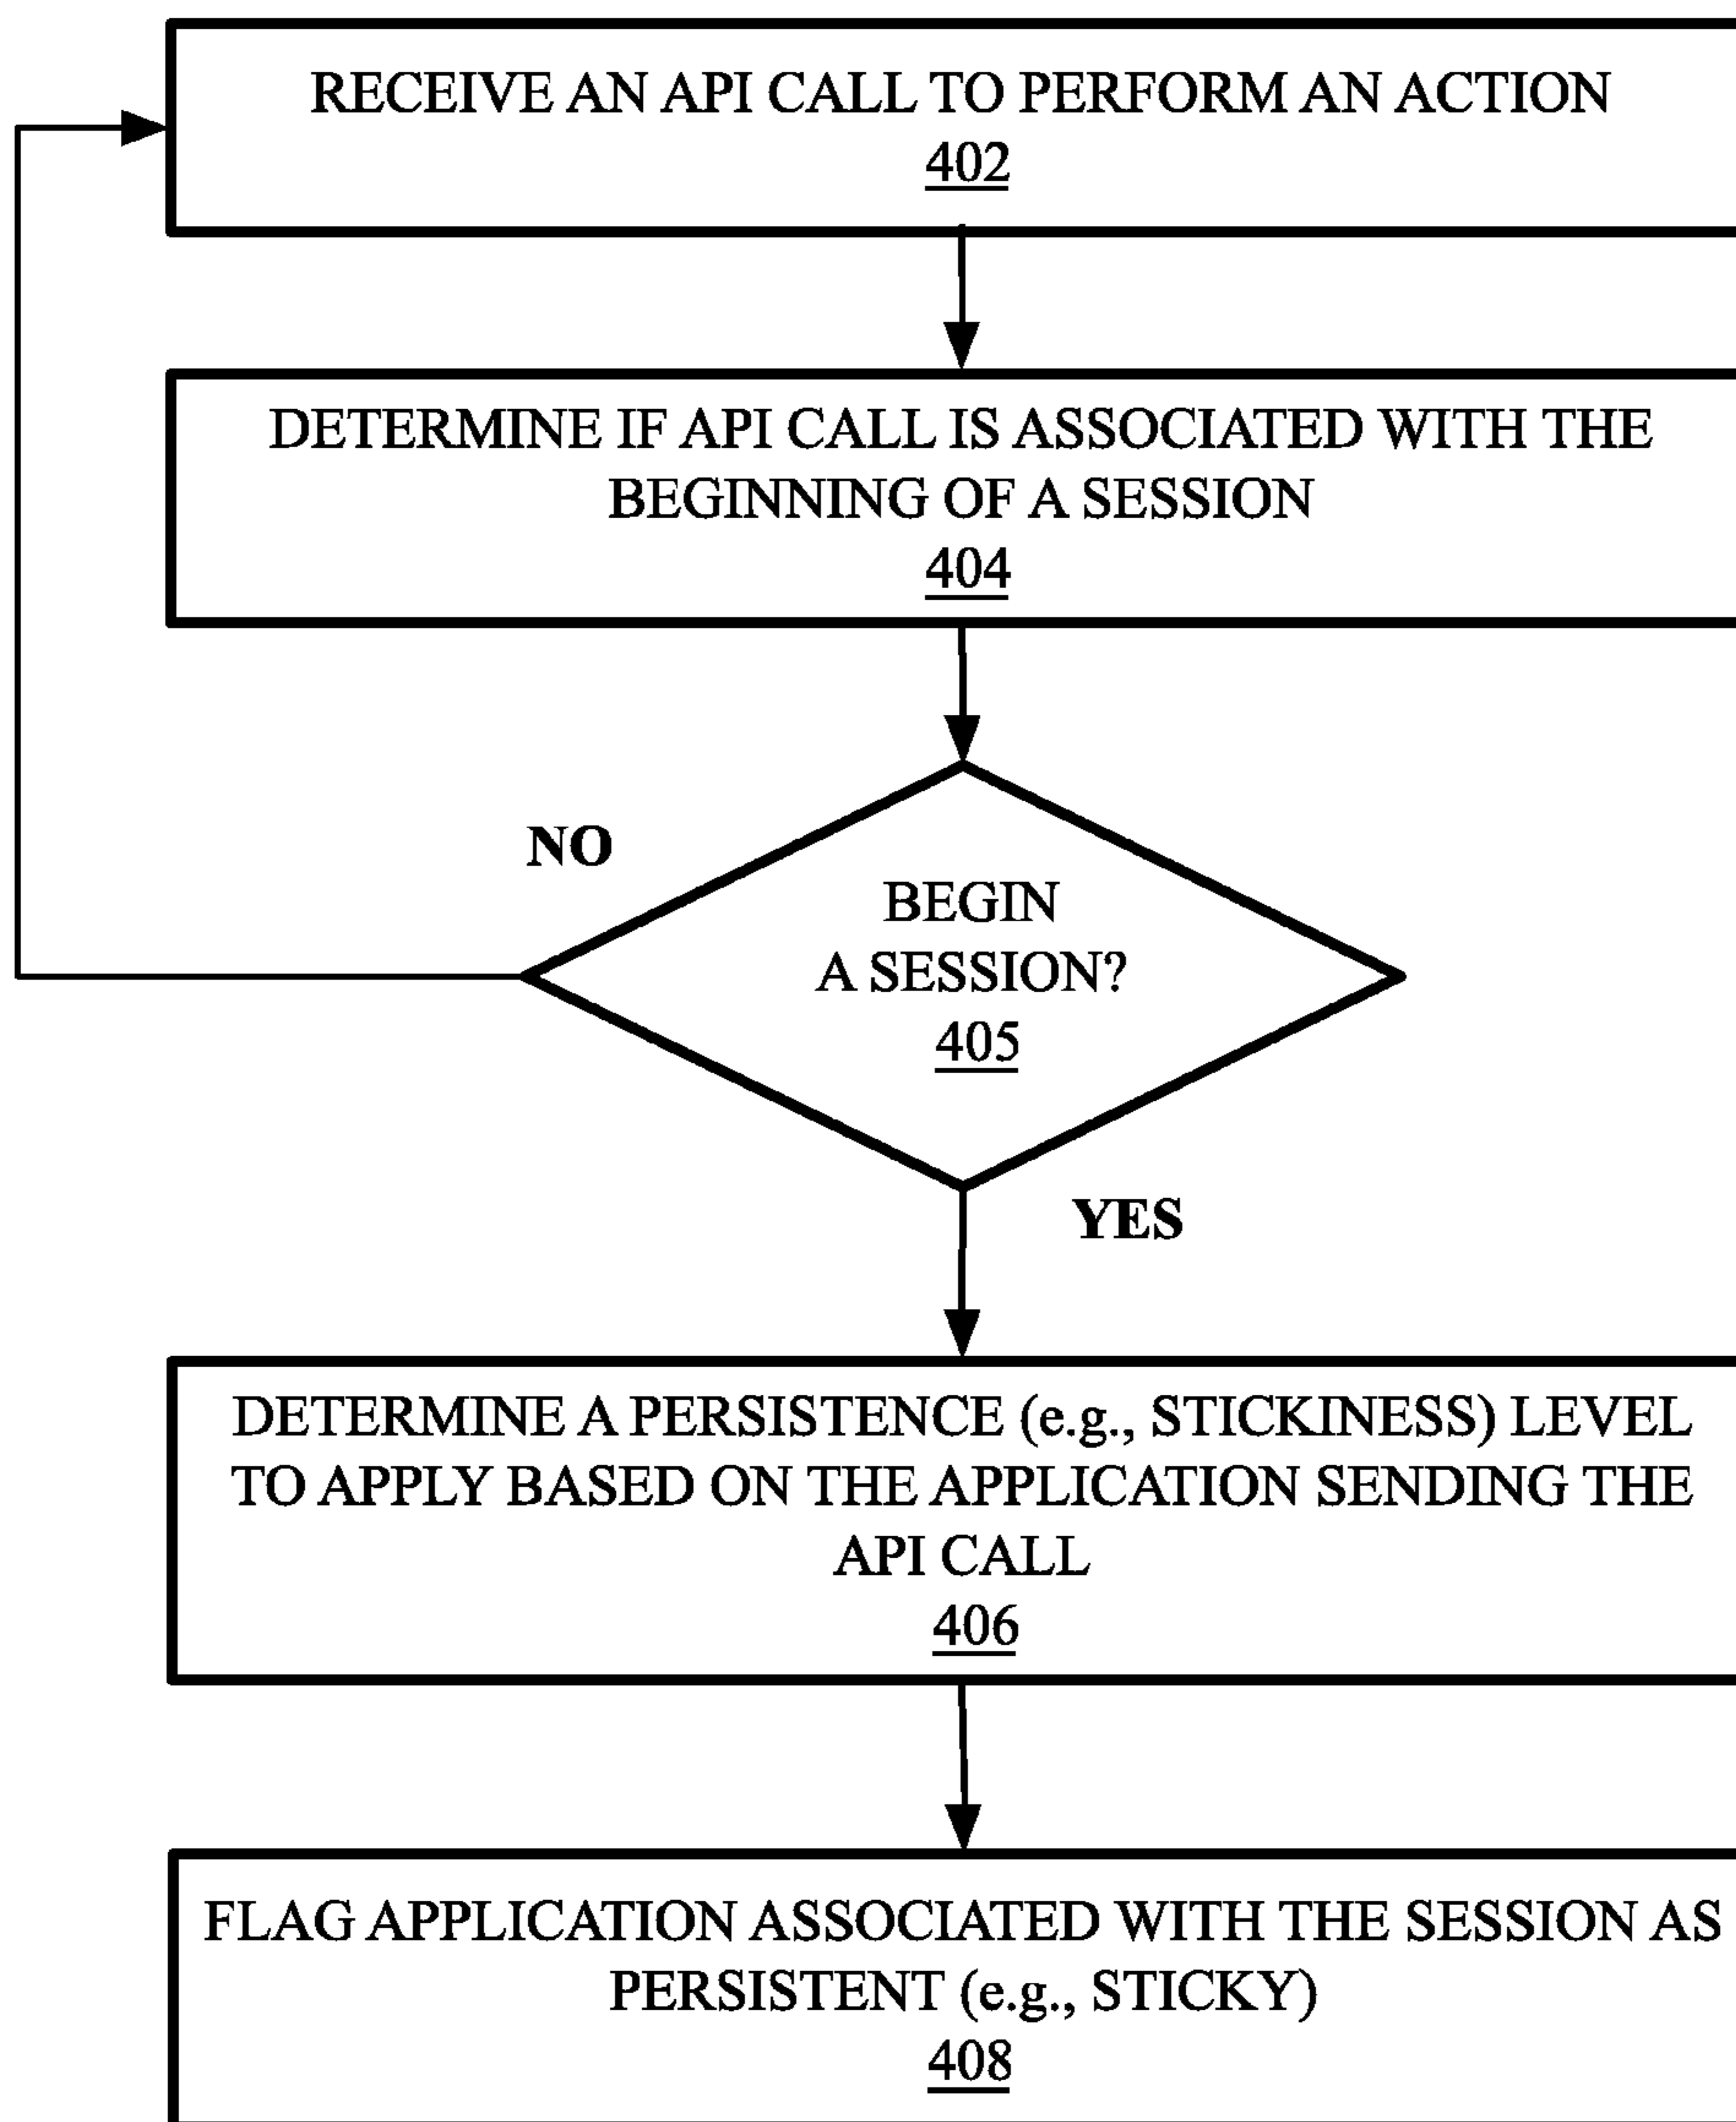 RECEIVE AN API CALL TO PERFORM AN ACTION
402
DETERMINE IF API CALL IS ASSOCIATED WITH THE
BEGINNING OF A SESSION
404
NO
BEGIN
A SESSION?
405
YES
DETERMINE A PERSISTENCE (e.g., STICKINESS) LEVEL
TO APPLY BASED ON THE APPLICATION SENDING THE
API CALL
406
FLAG APPLICATION ASSOCIATED WITH THE SESSION AS
PERSISTENT (e.g., STICKY)
408